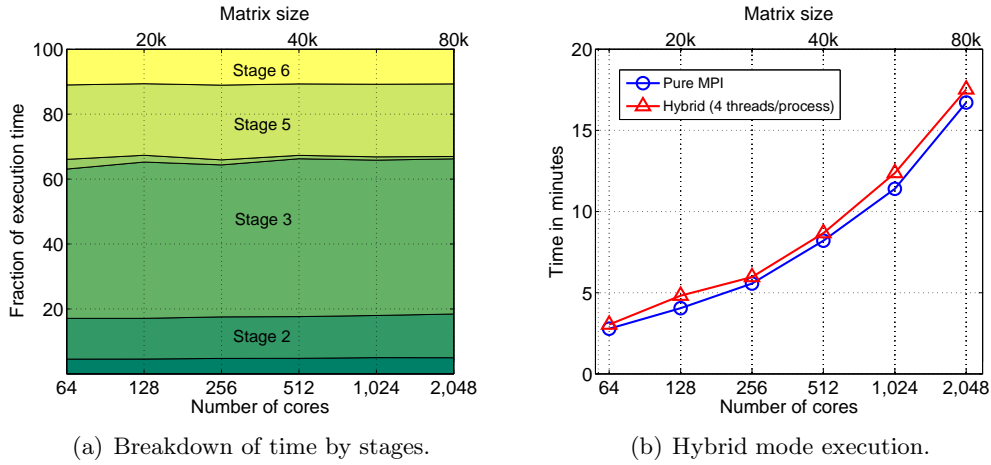 Matrix size
20k 40k 80k
100
80
60
40
20
Fraction of execution time
Stage 6
Stage 5
Stage 3
Stage 2
64 128 256 512 1,024 2,048
Number of cores
(a) Breakdown of time by stages.
Matrix size
20k 40k 80k
20
15
10
5
0
Time in minutes
Pure MPI
Hybrid (4 threads/process)
64 128 256 512 1,024 2,048
Number of cores
(b) Hybrid mode execution.